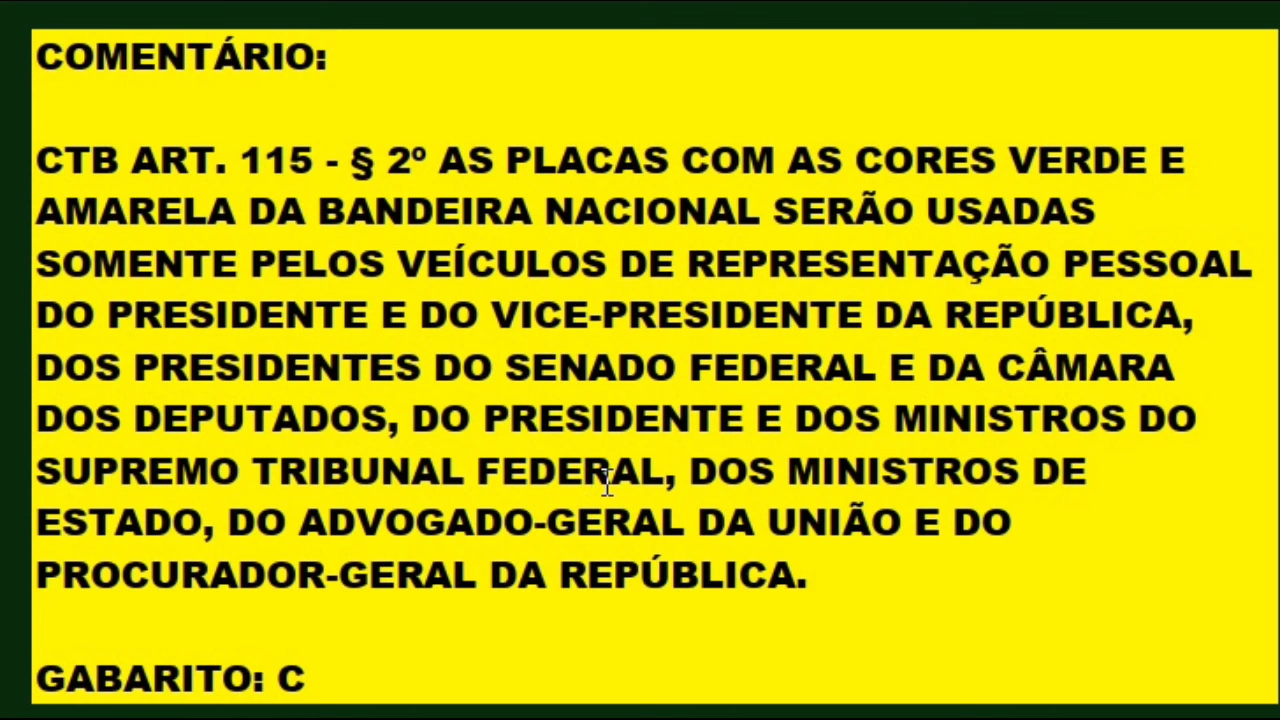 COMENTÁRIO:
CTB ART. 115 - § 2º AS PLACAS COM AS CORES VERDE E
AMARELA DA BANDEIRA NACIONAL SERÃO USADAS
SOMENTE PELOS VEÍCULOS DE REPRESENTAÇÃO PESSOAL
DO PRESIDENTE E DO VICE-PRESIDENTE DA REPÚBLICA,
DOS PRESIDENTES DO SENADO FEDERAL E DA CÂMARA
DOS DEPUTADOS, DO PRESIDENTE E DOS MINISTROS DO
SUPREMO TRIBUNAL FEDERAL, DOS MINISTROS DE
ESTADO, DO ADVOGADO-GERAL DA UNIÃO E DO
PROCURADOR-GERAL DA REPÚBLICA.
GABARITO: C